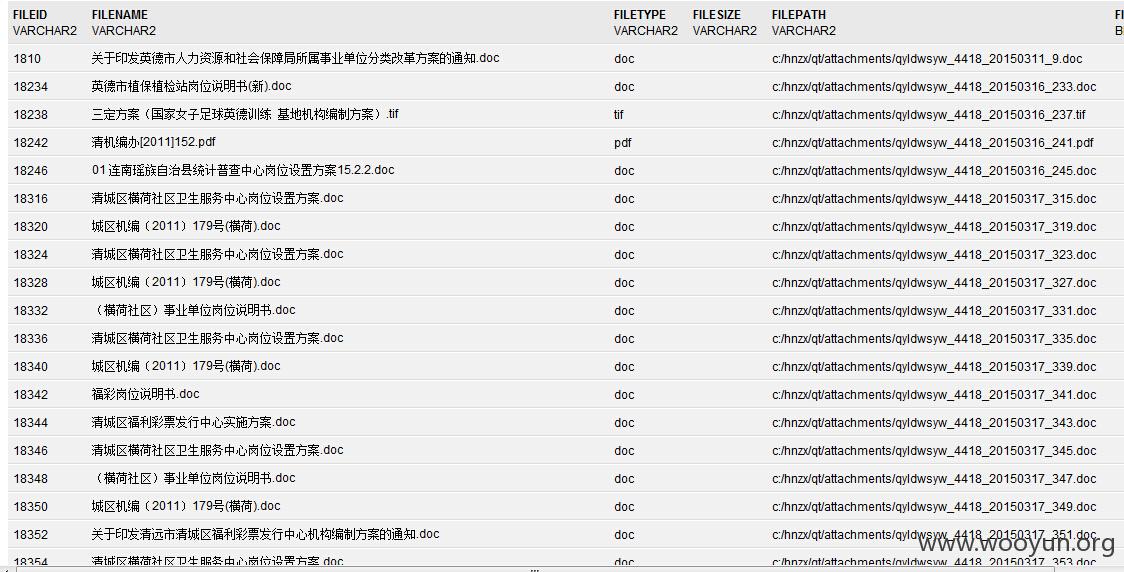 FILEID FILENAME FILETYPE FILESIZE FILEPATH FI
VARCHAR2 VARCHAR2 VARCHAR2 VARCHAR2 VARCHAR2 B
1810 关于印发英德市人力资源和社会保障局所属事业单位分类改革方案的通知.doc doc c:/hnzx/qt/attachments/qyldwsyw_4418_20150311_9.doc
18234 英德市植保植检站岗位说明书(新).doc doc c:/hnzx/qt/attachments/qyldwsyw_4418_20150316_233.doc
18238 三定方案（国家女子足球英德训练 基地机构编制方案）.tif tif c:/hnzx/qt/attachments/qyldwsyw_4418_20150316_237.tif
18242 清机编办[2011]152.pdf pdf c:/hnzx/qt/attachments/qyldwsyw_4418_20150316_241.pdf
18246 01连南瑶族自治县统计普查中心岗位设置方案15.2.2.doc doc c:/hnzx/qt/attachments/qyldwsyw_4418_20150316_245.doc
18316 清城区横荷社区卫生服务中心岗位设置方案.doc doc c:/hnzx/qt/attachments/qyldwsyw_4418_20150317_315.doc
18320 城区机编（2011）179号(横荷).doc doc c:/hnzx/qt/attachments/qyldwsyw_4418_20150317_319.doc
18324 清城区横荷社区卫生服务中心岗位设置方案.doc doc c:/hnzx/qt/attachments/qyldwsyw_4418_20150317_323.doc
18328 城区机编（2011）179号(横荷).doc doc c:/hnzx/qt/attachments/qyldwsyw_4418_20150317_327.doc
18332 （横荷社区）事业单位岗位说明书.doc doc c:/hnzx/qt/attachments/qyldwsyw_4418_20150317_331.doc
18336 清城区横荷社区卫生服务中心岗位设置方案.doc doc c:/hnzx/qt/attachments/qyldwsyw_4418_20150317_335.doc
18340 城区机编（2011）179号(横荷).doc doc c:/hnzx/qt/attachments/qyldwsyw_4418_20150317_339.doc
18342 福彩岗位说明书.doc doc c:/hnzx/qt/attachments/qyldwsyw_4418_20150317_341.doc
18344 清城区福利彩票发行中心实施方案.doc doc c:/hnzx/qt/attachments/qyldwsyw_4418_20150317_343.doc
18346 清城区横荷社区卫生服务中心岗位设置方案.doc doc c:/hnzx/qt/attachments/qyldwsyw_4418_20150317_345.doc
18348 （横荷社区）事业单位岗位说明书.doc doc c:/hnzx/qt/attachments/qyldwsyw_4418_20150317_347.doc
18350 城区机编（2011）179号(横荷).doc doc c:/hnzx/qt/attachments/qyldwsyw_4418_20150317_349.doc
18352 关于印发清远市清城区福利彩票发行中心机构编制方案的通知.doc doc c:/hnzx/qt/attachments/qyldwsyw_4418_20150317_351.doc
www.wooyun.org
18354 清城区横荷社区卫生服务中心岗位设置方案.doc doc c:/hnzx/qt/attachments/qyldwsyw_4418_20150317_353.doc